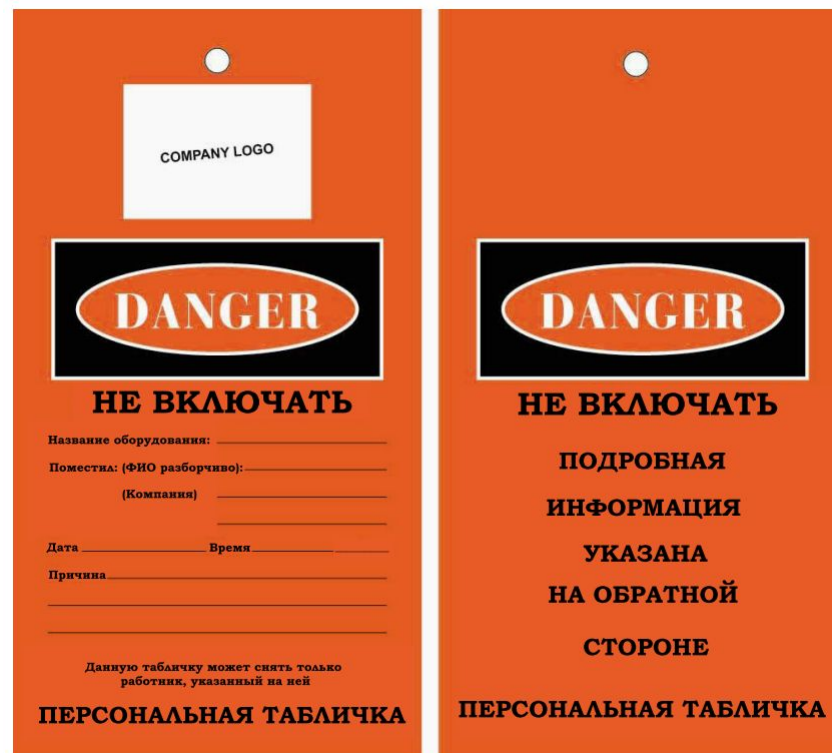 COMPANY LOGO
DANGER
НЕ ВКЛЮЧАТЬ
Название оборудования:
Поместил: (ФИО разборчиво):
(Компания)
Дата Время
Причина
Данную табличку может снять только
работник, указанный на ней
ПЕРСОНАЛЬНАЯ ТАБЛИЧКА
DANGER
НЕ ВКЛЮЧАТЬ
ПОДРОБНАЯ
ИНФОРМАЦИЯ
УКАЗАНА
НА ОБРАТНОЙ
СТОРОНЕ
ПЕРСОНАЛЬНАЯ ТАБЛИЧКА